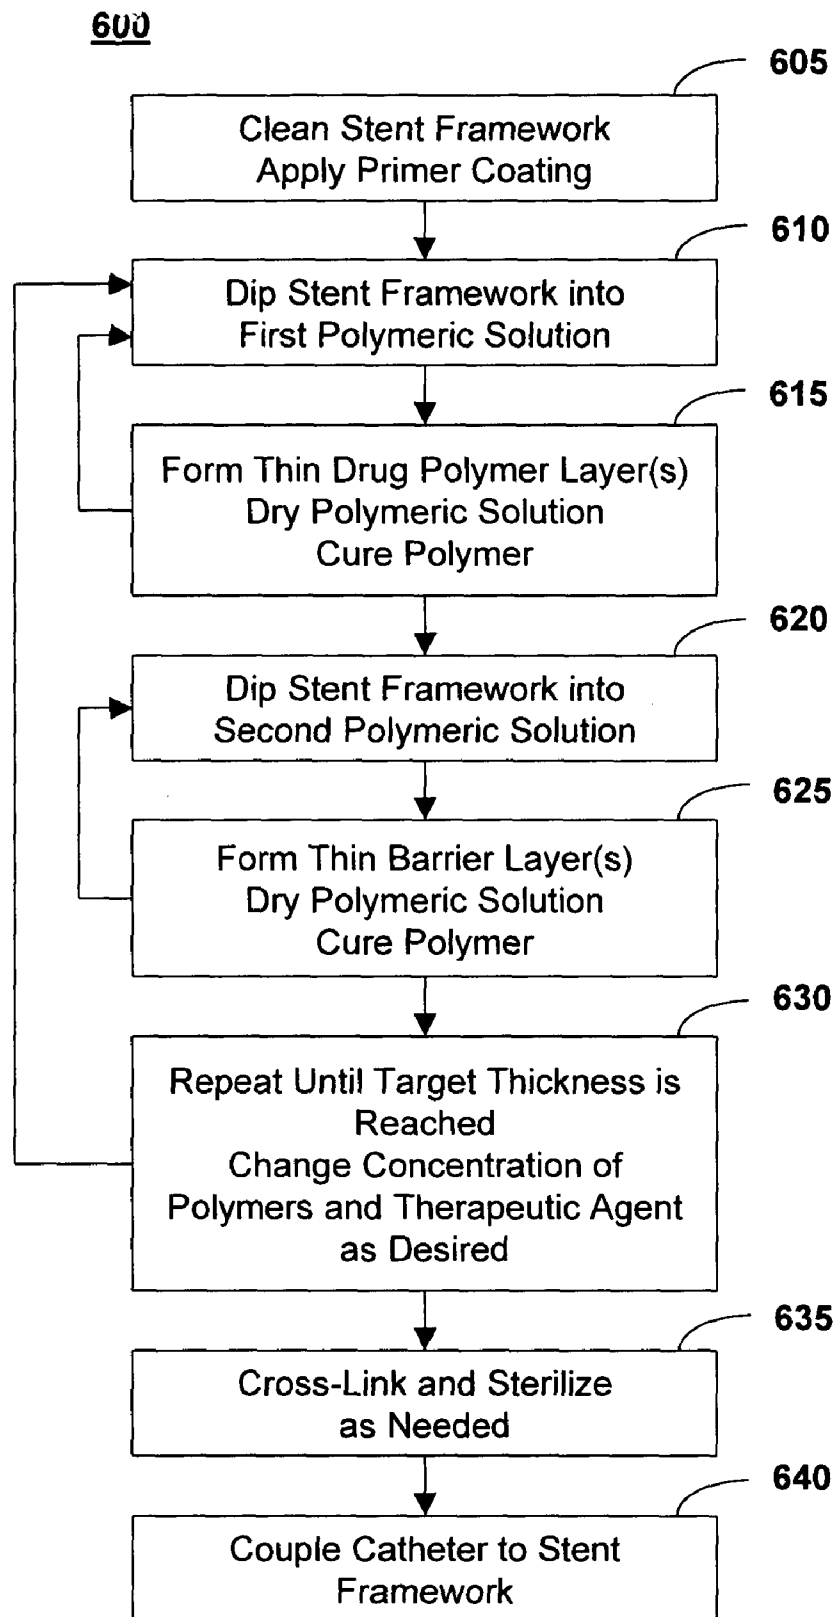 600
605
Clean Stent Framework
Apply Primer Coating
610
Dip Stent Framework into
First Polymeric Solution
615
Form Thin Drug Polymer Layer(s)
Dry Polymeric Solution
Cure Polymer
620
Dip Stent Framework into
Second Polymeric Solution
625
Form Thin Barrier Layer(s)
Dry Polymeric Solution
Cure Polymer
630
Repeat Until Target Thickness is
Reached
Change Concentration of
Polymers and Therapeutic Agent
as Desired
635
Cross-Link and Sterilize
as Needed
640
Couple Catheter to Stent
Framework